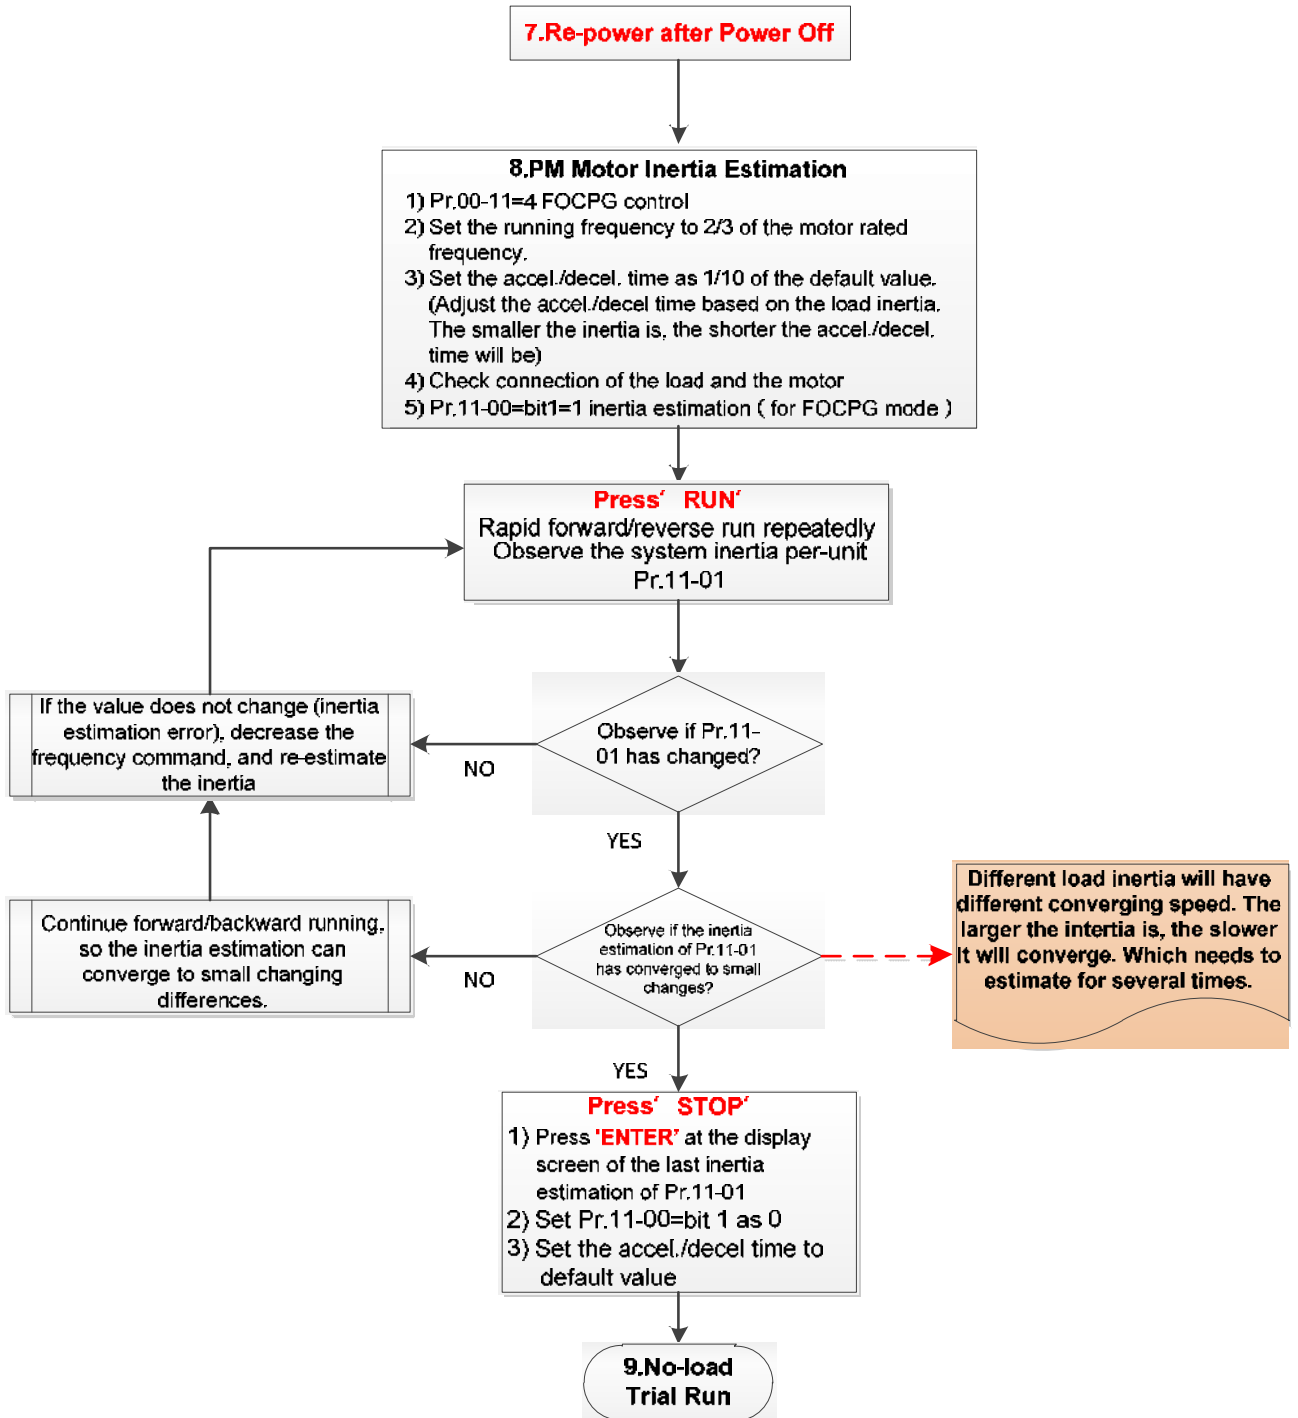 7.Re-power after Power Off
8.PM Motor Inertia Estimation
1) Pr.00-11=4 FOCPG control
2) Set the running frequency to 2/3 of the motor rated
frequency.
3) Set the accel./decel. time as 1/10 of the default value.
(Adjust the accel./decel time based on the load inertia.
The smaller the inertia is, the shorter the accel./decel.
time will be)
4) Check connection of the load and the motor
5) Pr.11-00=bit1=1 inertia estimation ( for FOCPG mode )
Press' RUN'
Rapid forward/reverse run repeatedly
Observe the system inertia per-unit
Pr.11-01
If the value does not change (inertia
estimation error), decrease the
frequency command, and re-estimate
the inertia
NO
Observe if Pr.11-
01 has changed?
YES
Continue forward/backward running,
so the inertia estimation can
converge to small changing
differences.
NO
Observe if the inertia
estimation of Pr.11-01
has converged to small
changes?
Different load inertia will have
different converging speed. The
larger the intertia is, the slower
It will converge. Which needs to
estimate for several times.
YES
Press' STOP'
1) Press 'ENTER' at the display
screen of the last inertia
estimation of Pr.11-01
2) Set Pr.11-00=bit 1 as 0
3) Set the accel./decel time to
default value
9.No-load
Trial Run